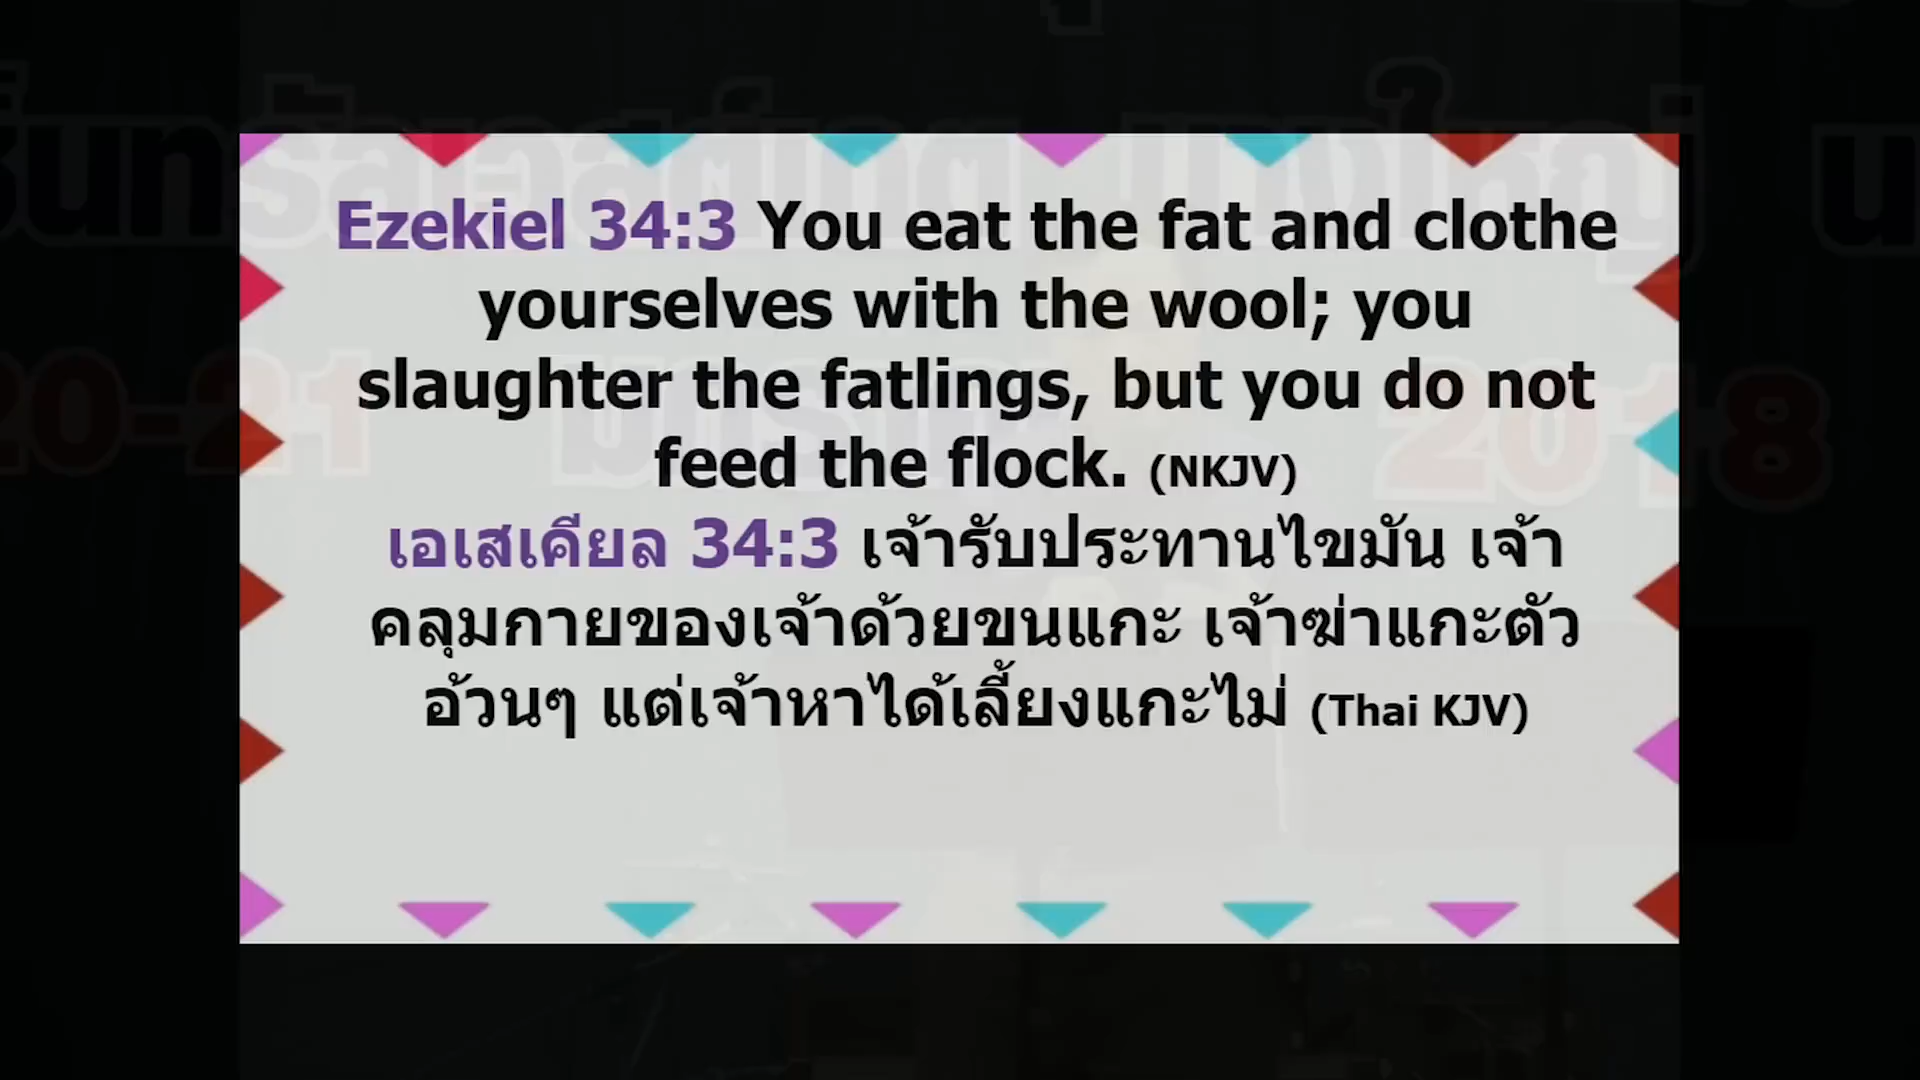 Ezekiel 34:3 You eat the fat and clothe
yourselves with the wool; you
slaughter the fatlings, but you do not
feed the flock. (NKJV)
เอเสเคียล 34:3 เจ้ารับประทานไขมัน เจ้า
คลุมกายของเจ้าด้วยขนแกะ เจ้าฆ่าแกะตัว
อ้วนๆ แต่เจ้าหาได้เลี้ยงแกะไม่ (Thai KJV)
20-21
2018